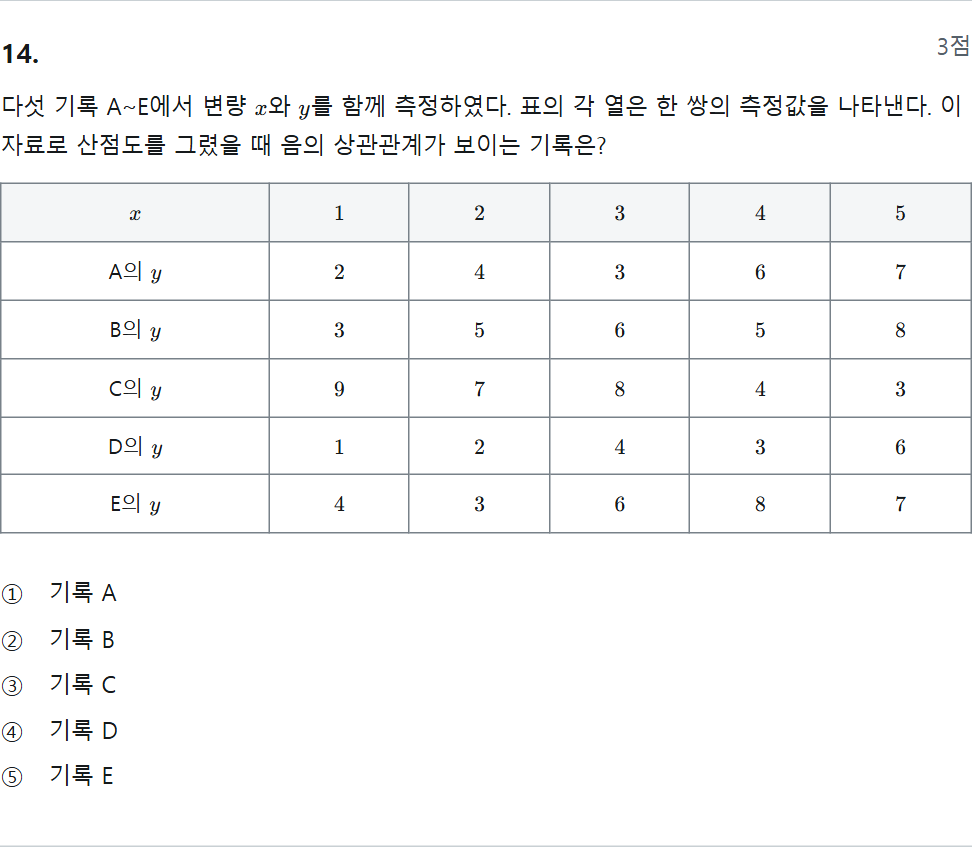 14.
3점
다섯 기록 A~E에서 변량 x와 y를 함께 측정하였다. 표의 각 열은 한 쌍의 측정값을 나타낸다. 이
자료로 산점도를 그렸을 때 음의 상관관계가 보이는 기록은?
x 1 2 3 4 5
A의 y 2 4 3 6 7
B의 y 3 5 6 5 8
C의 y 9 7 8 4 3
D의 y 1 2 4 3 6
E의 y 4 3 6 8 7
① 기록 A
② 기록 B
③ 기록 C
④ 기록 D
⑤ 기록 E